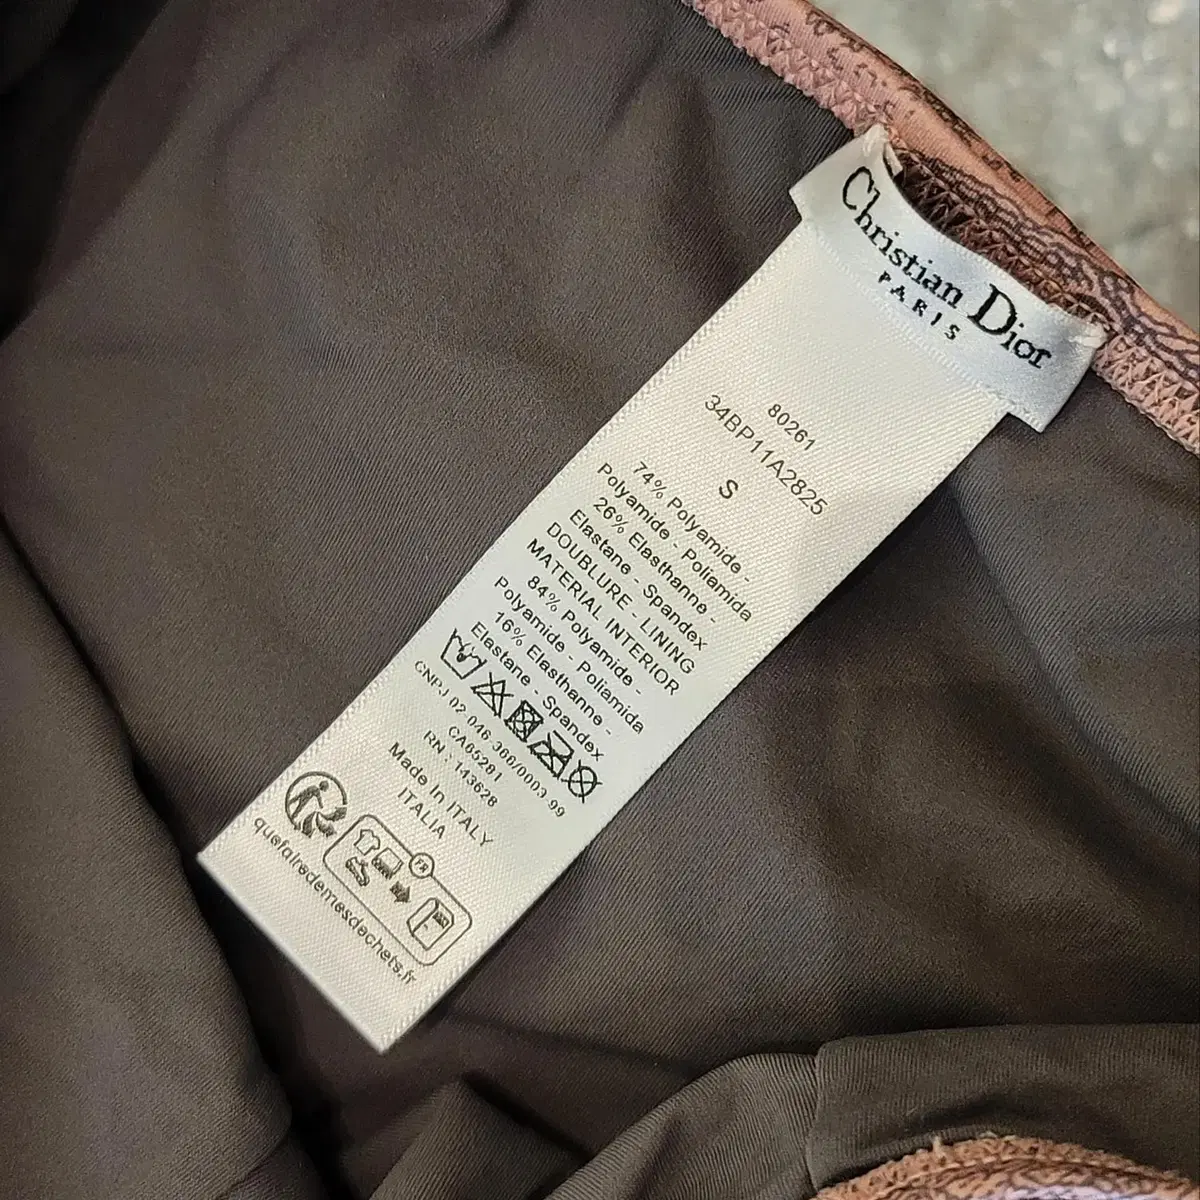 Christian Dior
PARIS
80261
34BP11A2825
S
74% Polyamide -
Polyamide - Poliamida
26% Elasthanne -
Elastane - Spandex
DOUBLURE - LINING
MATERIAL INTERIOR
84% Polyamide -
Polyamide - Poliamida
16% Elasthanne -
Elastane - Spandex
CNPJ 02.046.366/0003-99
CA65281
RN : 143628
Made in ITALY
ITALIA
FR
quefairedemesdechets.fr